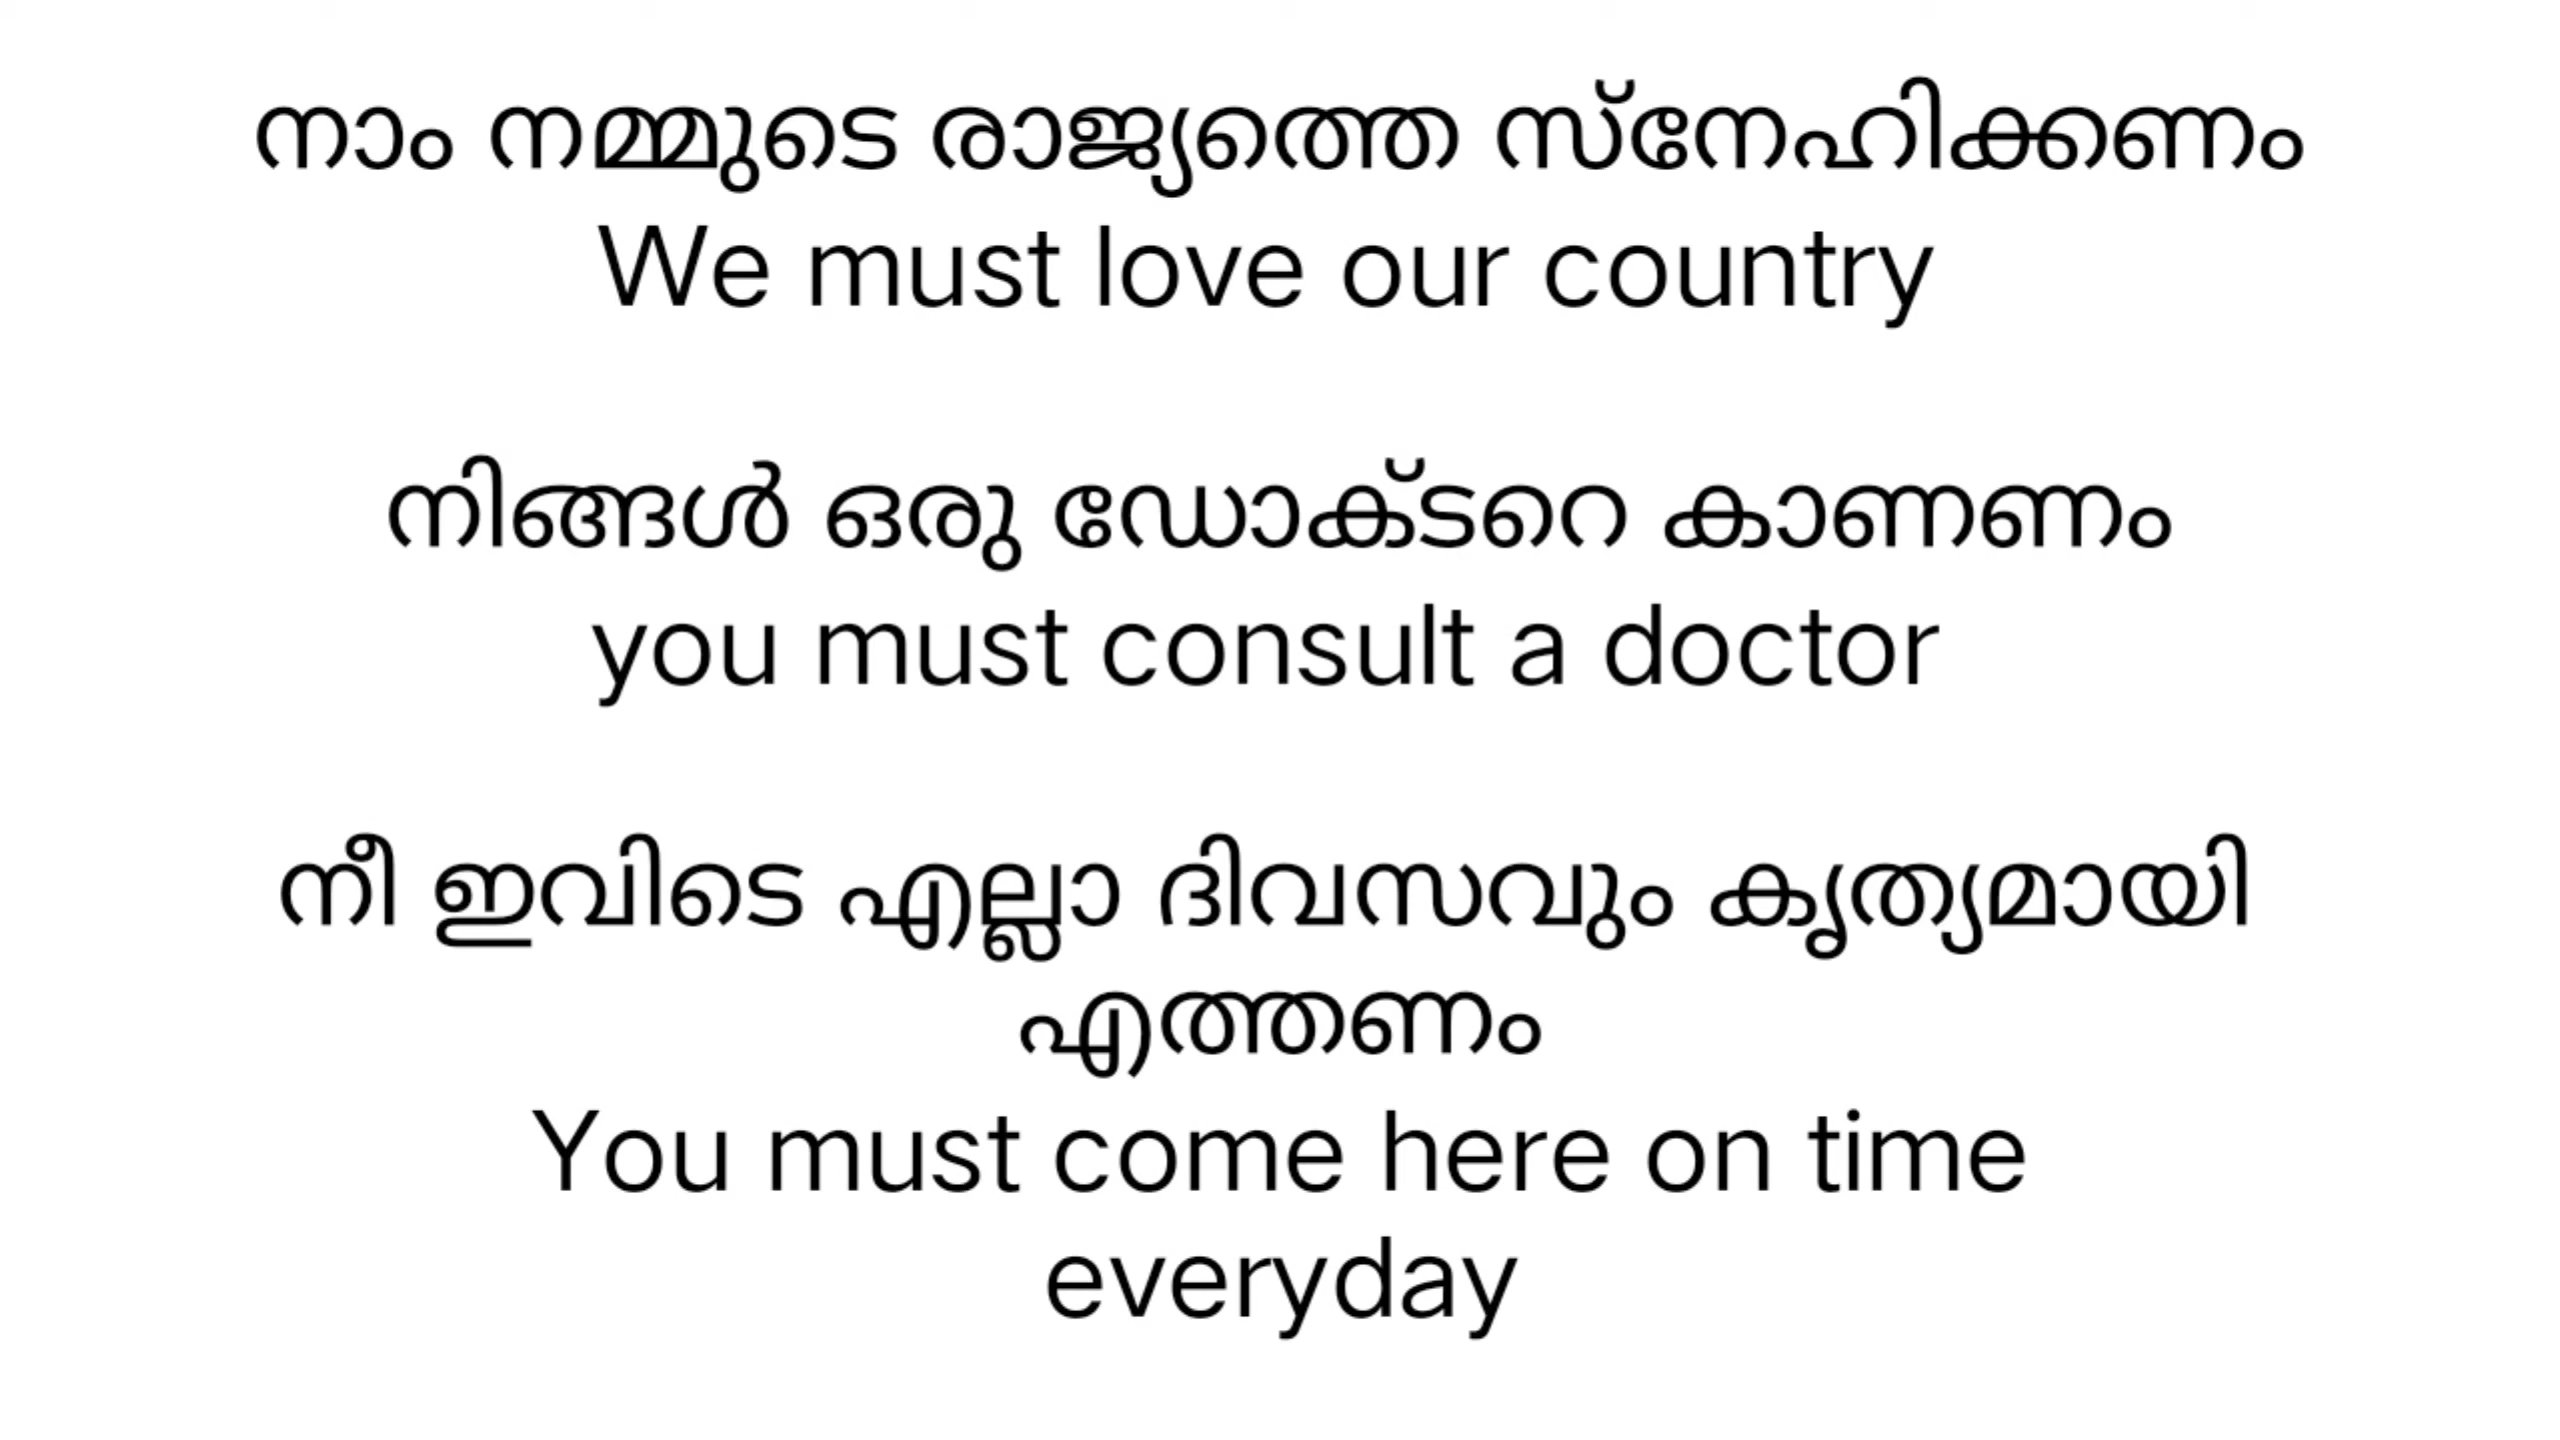 നാം നമ്മുടെ രാജ്യത്തെ സ്നേഹിക്കണം
We must love our country
നിങ്ങൾ ഒരു ഡോക്ടറെ കാണണം
you must consult a doctor
നീ ഇവിടെ എല്ലാ ദിവസവും കൃത്യമായി
എത്തണം
You must come here on time
everyday